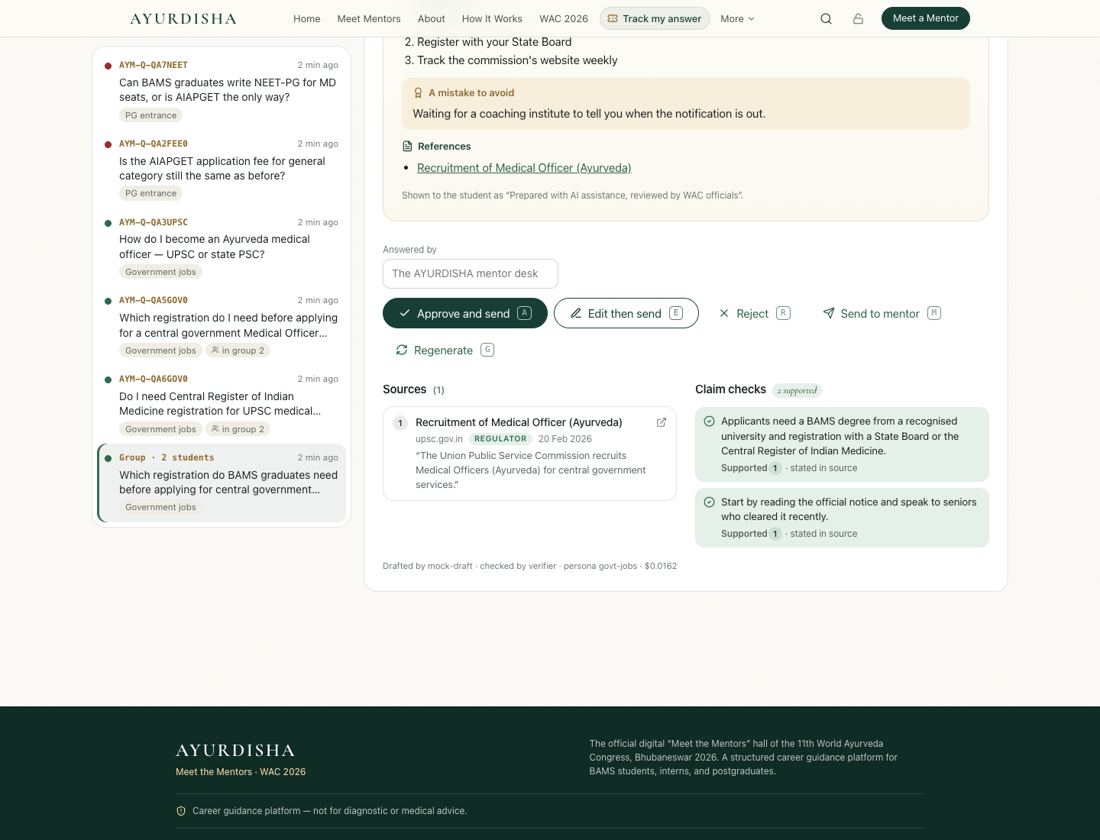 AYURDISHA
Home
Meet Mentors
About
How It Works
WAC 2026
Track my answer
More
Meet a Mentor
AYM-Q-QA7NEET
2 min ago
Can BAMS graduates write NEET-PG for MD
seats, or is AIAPGET the only way?
PG entrance
AYM-Q-QA2FEE0
2 min ago
Is the AIAPGET application fee for general
category still the same as before?
PG entrance
AYM-Q-QA3UPSC
2 min ago
How do I become an Ayurveda medical
officer — UPSC or state PSC?
Government jobs
AYM-Q-QA5GOV0
2 min ago
Which registration do I need before applying
for a central government Medical Officer…
Government jobs
in group 2
AYM-Q-QA6GOV0
2 min ago
Do I need Central Register of Indian
Medicine registration for UPSC medical…
Government jobs
in group 2
Group · 2 students
2 min ago
Which registration do BAMS graduates need
before applying for central government…
Government jobs
2. Register with your State Board
3. Track the commission's website weekly
A mistake to avoid
Waiting for a coaching institute to tell you when the notification is out.
References
• Recruitment of Medical Officer (Ayurveda)
Shown to the student as “Prepared with AI assistance, reviewed by WAC officials”.
Answered by
The AYURDISHA mentor desk
Approve and send A
Edit then send E
Reject R
Send to mentor M
Regenerate G
Sources (1)
1 Recruitment of Medical Officer (Ayurveda)
upsc.gov.in REGULATOR 20 Feb 2026
“The Union Public Service Commission recruits
Medical Officers (Ayurveda) for central government
services.”
Claim checks 2 supported
Applicants need a BAMS degree from a recognised
university and registration with a State Board or the
Central Register of Indian Medicine.
Supported 1 · stated in source
Start by reading the official notice and speak to seniors
who cleared it recently.
Supported 1 · stated in source
Drafted by mock-draft · checked by verifier · persona govt-jobs · $0.0162
AYURDISHA
Meet the Mentors · WAC 2026
The official digital “Meet the Mentors” hall of the 11th World Ayurveda
Congress, Bhubaneswar 2026. A structured career guidance platform for
BAMS students, interns, and postgraduates.
Career guidance platform — not for diagnostic or medical advice.